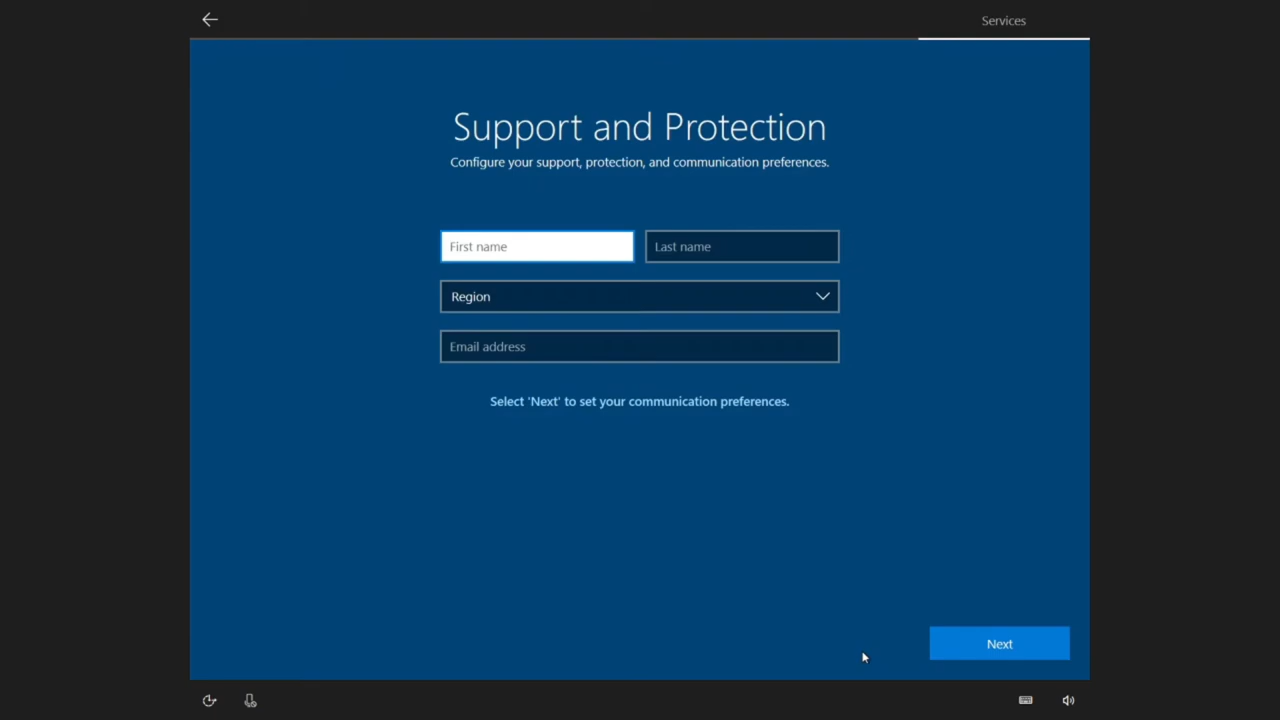 Services
Support and Protection
Configure your support, protection, and communication preferences.
First name
Last name
Region
Email address
Select 'Next' to set your communication preferences.
Next